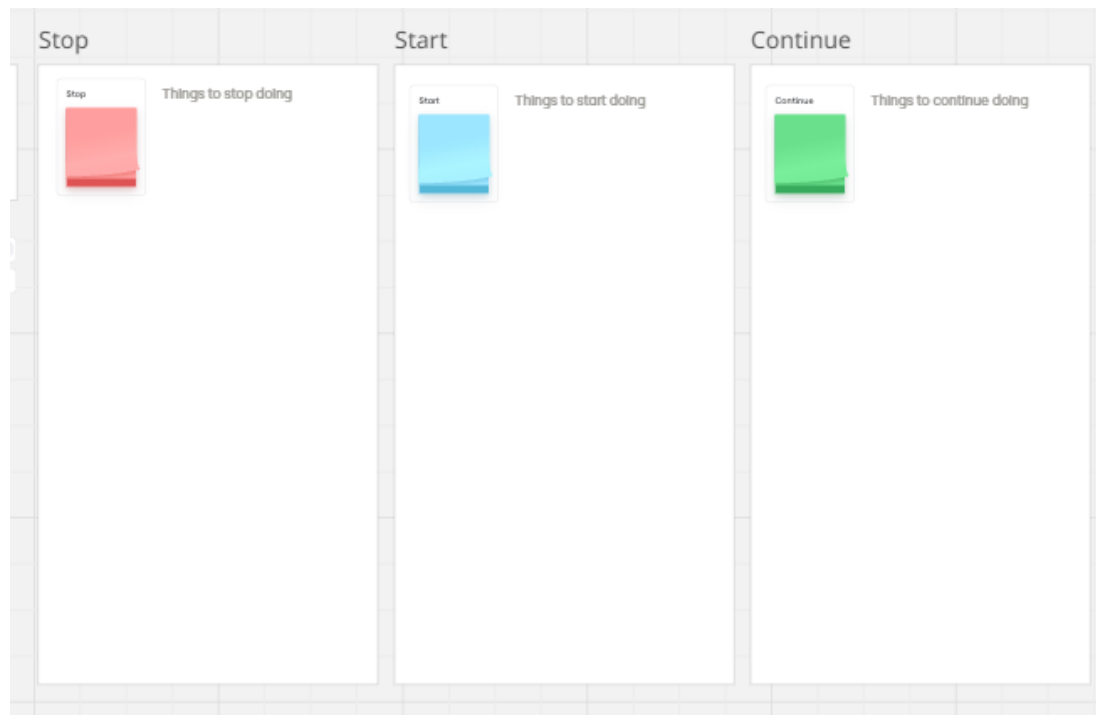 Stop
Start
Continue
Stop
Things to stop doing
Start
Things to start doing
Continue
Things to continue doing